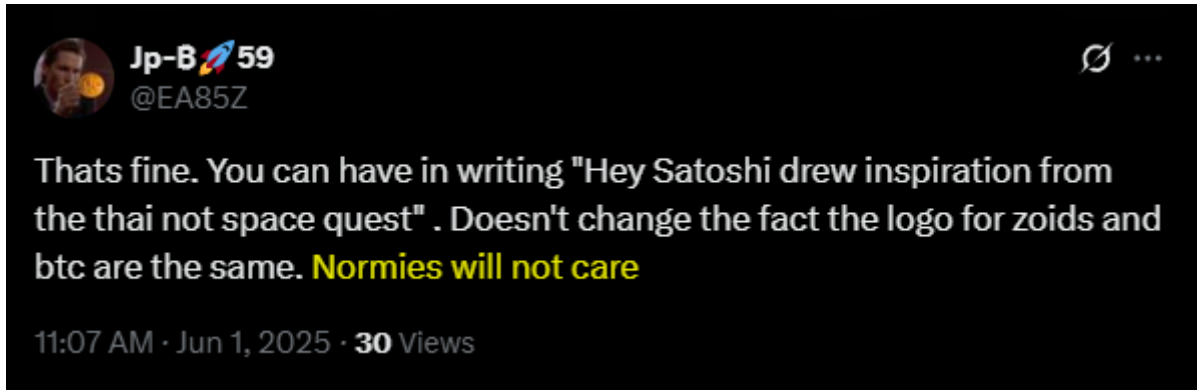 Jp-B🚀59
@EA85Z
Thats fine. You can have in writing "Hey Satoshi drew inspiration from
the thai not space quest" . Doesn't change the fact the logo for zoids and
btc are the same. Normies will not care
11:07 AM · Jun 1, 2025 · 30 Views